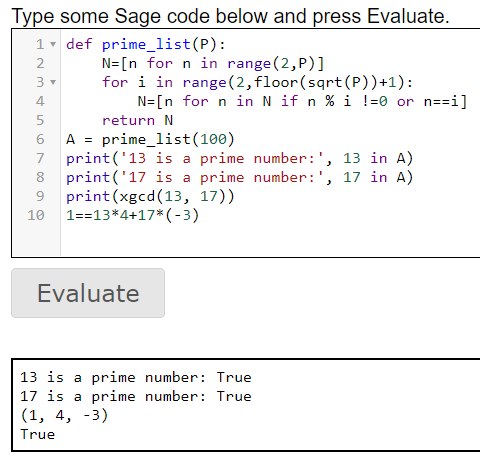 Type some Sage code below and press Evaluate.
1 def prime_list(P):
2     N=[n for n in range(2,P)]
3     for i in range(2,floor(sqrt(P))+1):
4         N=[n for n in N if n % i !=0 or n==i]
5     return N
6 A = prime_list(100)
7 print('13 is a prime number:', 13 in A)
8 print('17 is a prime number:', 17 in A)
9 print(xgcd(13, 17))
10 1==13*4+17*(-3)
Evaluate
13 is a prime number: True
17 is a prime number: True
(1, 4, -3)
True